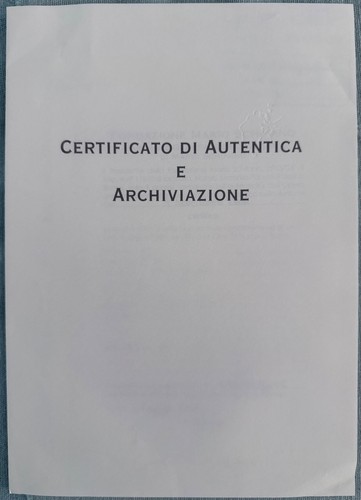 CERTIFICATO DI AUTENTICA
E
ARCHIVIAZIONE